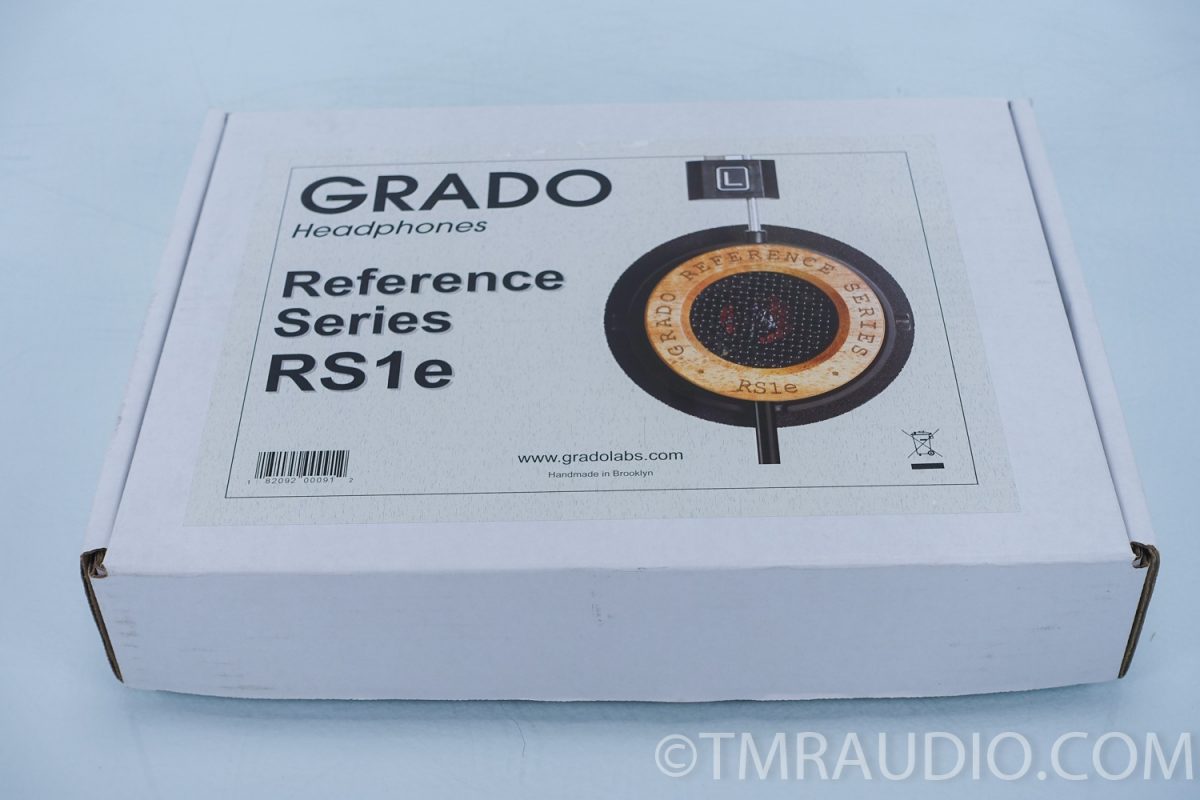 GRADO
Headphones
Reference
Series
RS1e
L
GRADO REFERENCE SERIES
RS1e
www.gradolabs.com
Handmade in Brooklyn
1 82092 00091 2
©TMRAUDIO.COM